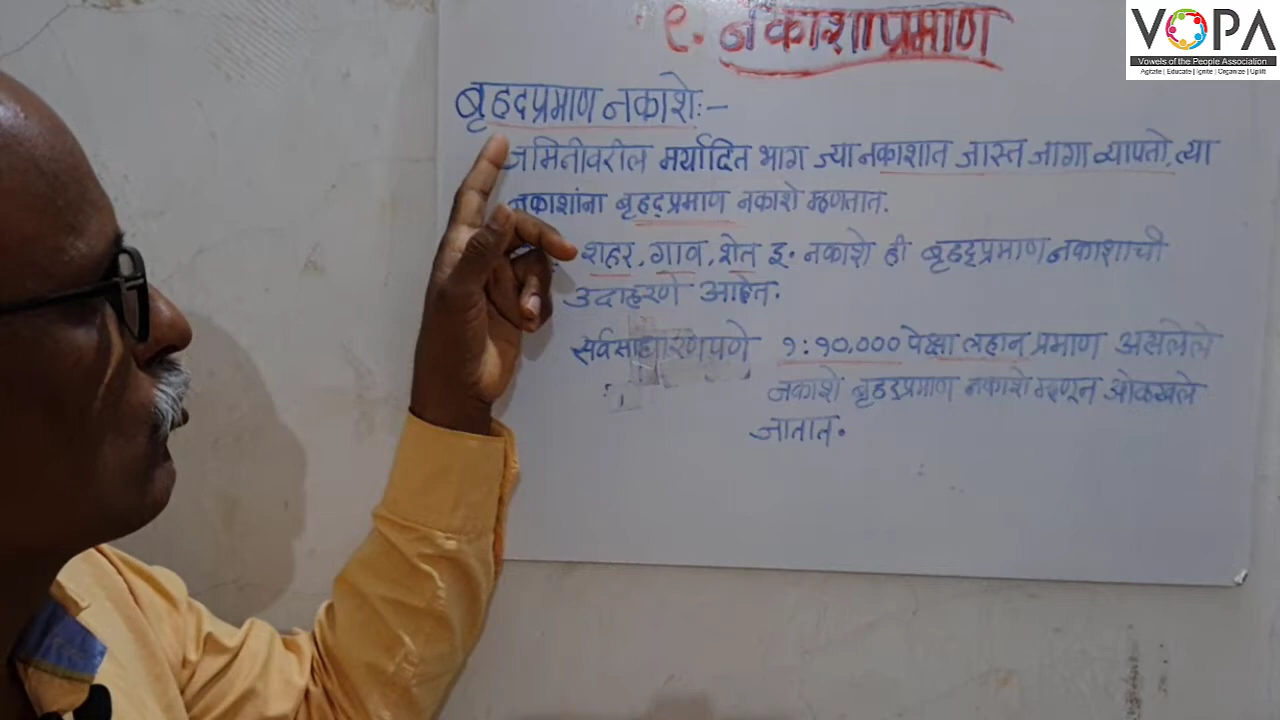 VOPA
Vowels of the People Association
Agitate | Educate | Ignite | Organize | Uplift
९. नकाशाप्रमाण
बृहदप्रमाण नकाशे:-
जमिनीवरील मर्यादित भाग ज्या नकाशात जास्त जागा व्यापतो, त्या
नकाशांना बृहद्प्रमाण नकाशे म्हणतात.
शहर, गाव, शेत इ. नकाशे ही बृहद्प्रमाण नकाशाची
उदाहरणे आहेत.
सर्वसाधारणपणे १:१०,००० पेक्षा लहान प्रमाण असलेले
नकाशे बृहद्प्रमाण नकाशे म्हणून ओळखले
जातात.